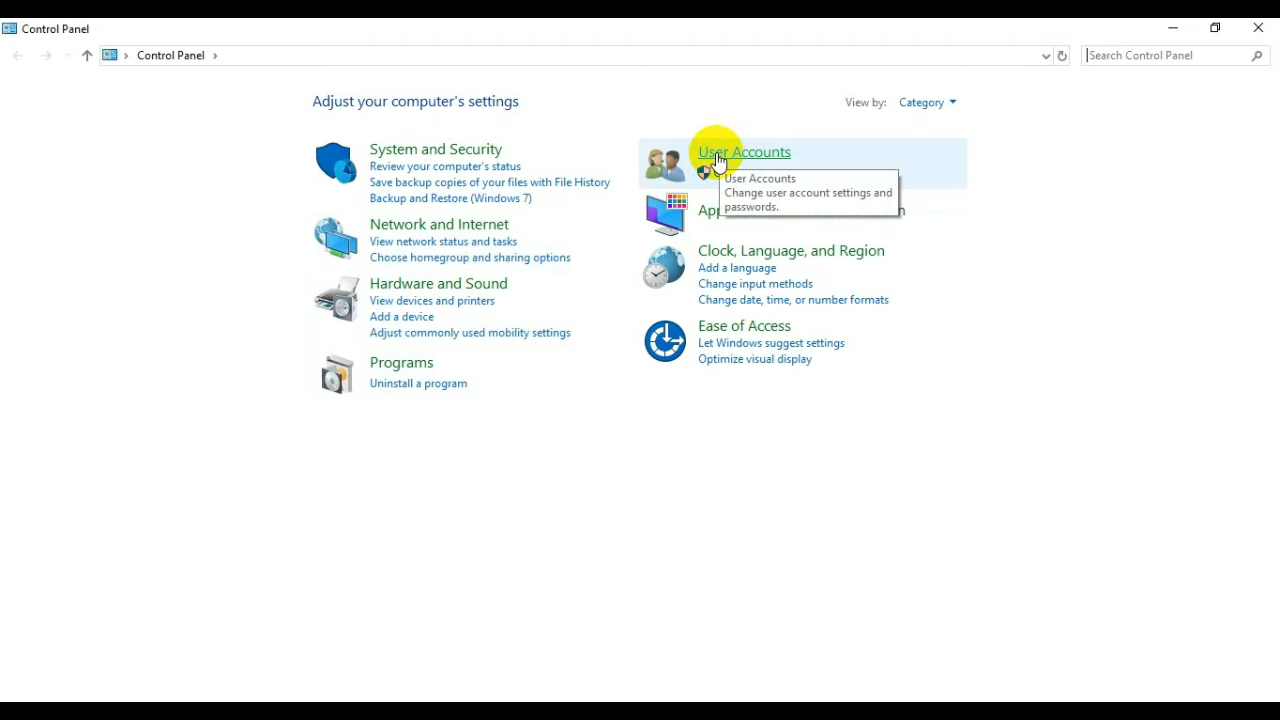 Control Panel
Control Panel
Search Control Panel
Adjust your computer's settings
View by: Category
System and Security
Review your computer's status
Save backup copies of your files with File History
Backup and Restore (Windows 7)
Network and Internet
View network status and tasks
Choose homegroup and sharing options
Hardware and Sound
View devices and printers
Add a device
Adjust commonly used mobility settings
Programs
Uninstall a program
User Accounts
User Accounts
Change user account settings and
passwords.
Clock, Language, and Region
Add a language
Change input methods
Change date, time, or number formats
Ease of Access
Let Windows suggest settings
Optimize visual display